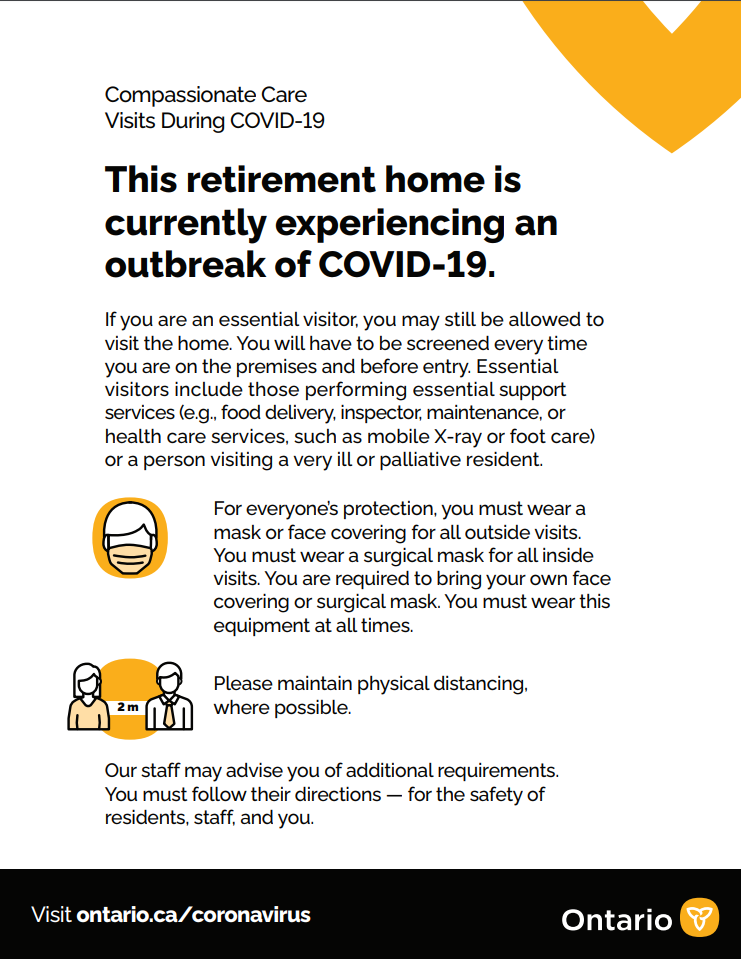 Compassionate Care
Visits During COVID-19
This retirement home is
currently experiencing an
outbreak of COVID-19.
If you are an essential visitor, you may still be allowed to
visit the home. You will have to be screened every time
you are on the premises and before entry. Essential
visitors include those performing essential support
services (e.g., food delivery, inspector, maintenance, or
health care services, such as mobile X-ray or foot care)
or a person visiting a very ill or palliative resident.
For everyone's protection, you must wear a
mask or face covering for all outside visits.
You must wear a surgical mask for all inside
visits. You are required to bring your own face
covering or surgical mask. You must wear this
equipment at all times.
2 m
Please maintain physical distancing,
where possible.
Our staff may advise you of additional requirements.
You must follow their directions — for the safety of
residents, staff, and you.
Visit ontario.ca/coronavirus
Ontario